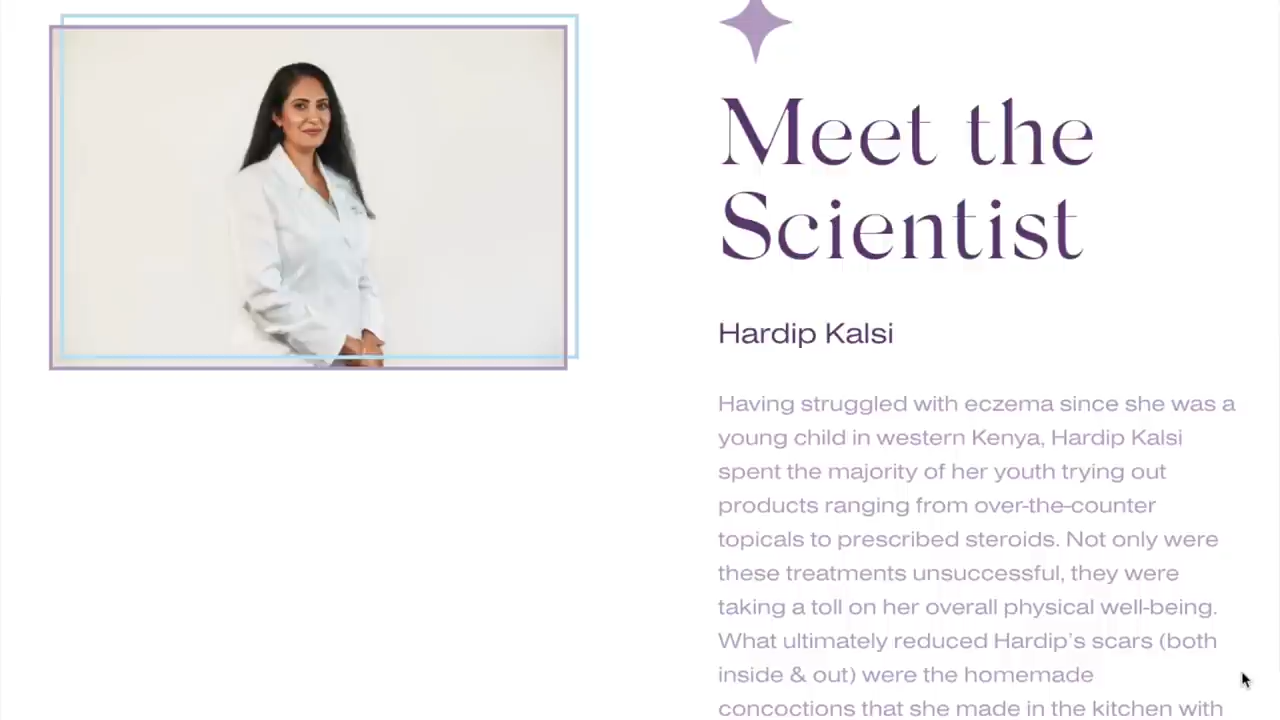 Meet the
Scientist
Hardip Kalsi
Having struggled with eczema since she was a
young child in western Kenya, Hardip Kalsi
spent the majority of her youth trying out
products ranging from over-the-counter
topicals to prescribed steroids. Not only were
these treatments unsuccessful, they were
taking a toll on her overall physical well-being.
What ultimately reduced Hardip’s scars (both
inside & out) were the homemade
concoctions that she made in the kitchen with